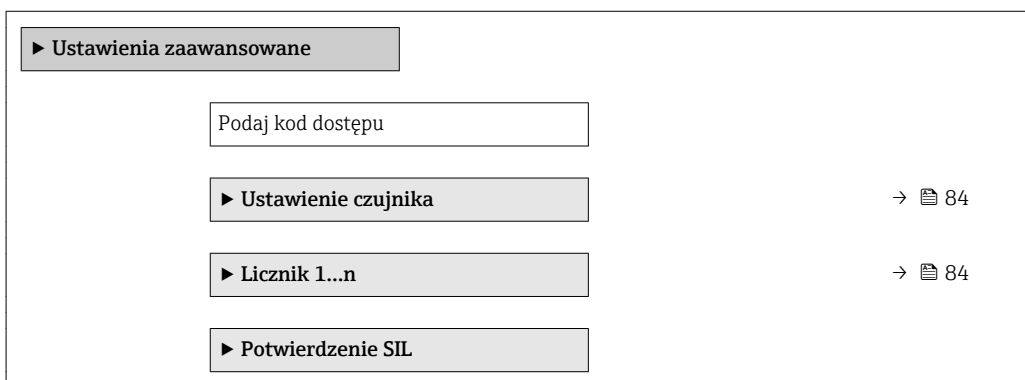 ▶ Ustawienia zaawansowane
Podaj kod dostępu
▶ Ustawienie czujnika → 84
▶ Licznik 1…n → 84
▶ Potwierdzenie SIL